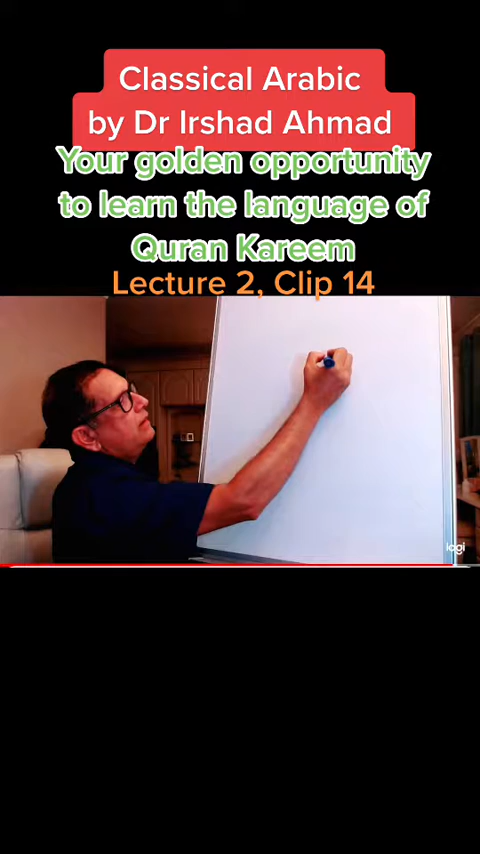 Classical Arabic
by Dr Irshad Ahmad
Your golden opportunity
to learn the language of
Quran Kareem
Lecture 2, Clip 14
logi